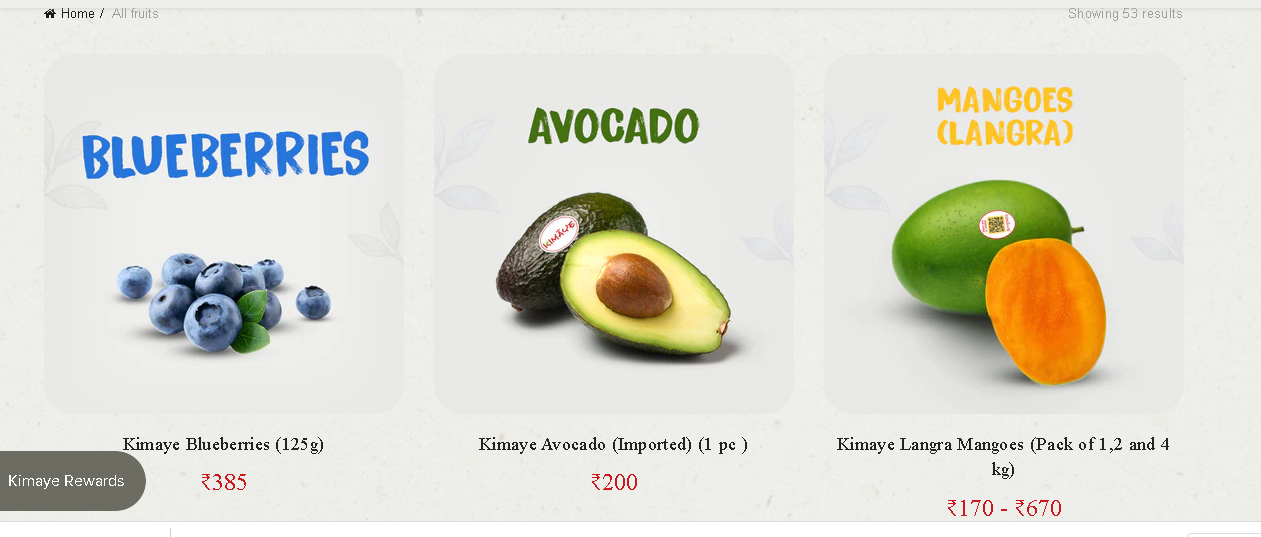 Home / All fruits
Showing 53 results
BLUEBERRIES
AVOCADO
MANGOES
(LANGRA)
KIMAYE
Kimaye Blueberries (125g)
₹385
Kimaye Avocado (Imported) (1 pc )
₹200
Kimaye Langra Mangoes (Pack of 1,2 and 4
kg)
₹170 - ₹670
Kimaye Rewards